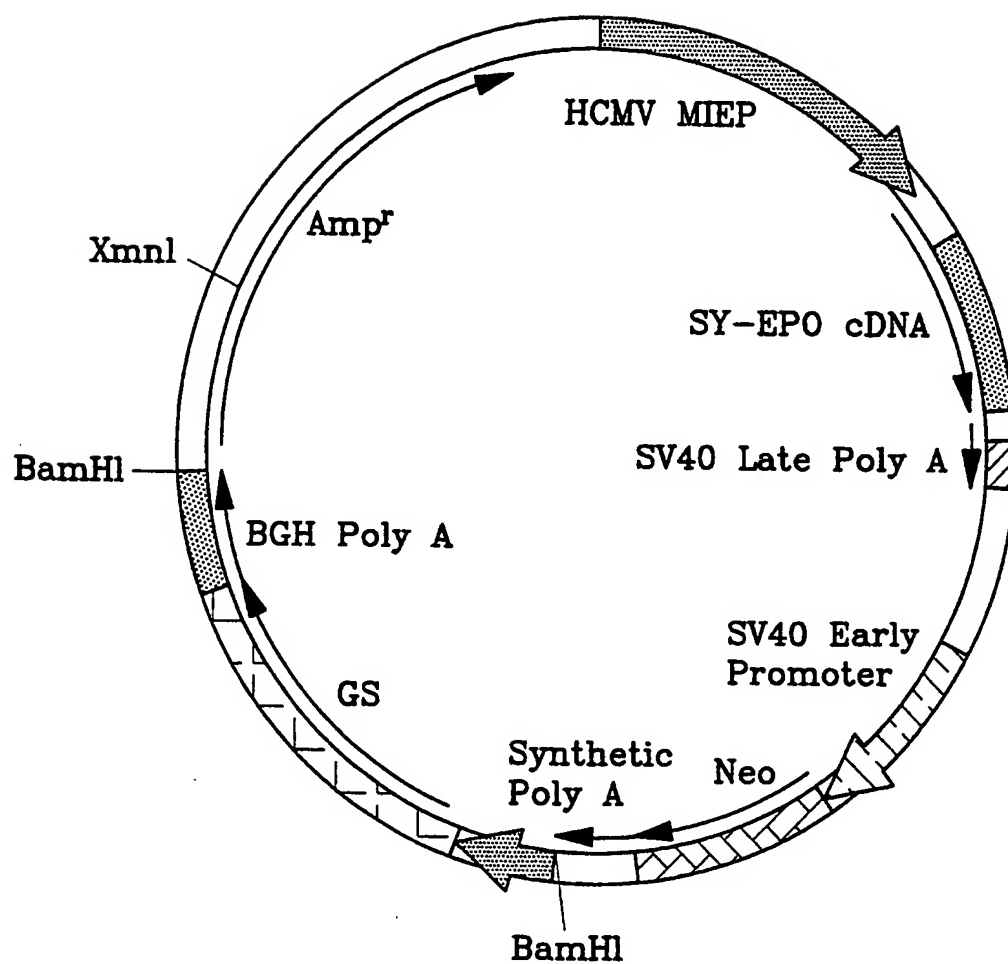 HCMV MIEP
Ampʳ
XmnI
SY-EPO cDNA
SV40 Late Poly A
BamHI
BGH Poly A
SV40 Early
Promoter
GS
Synthetic
Poly A
Neo
BamHI